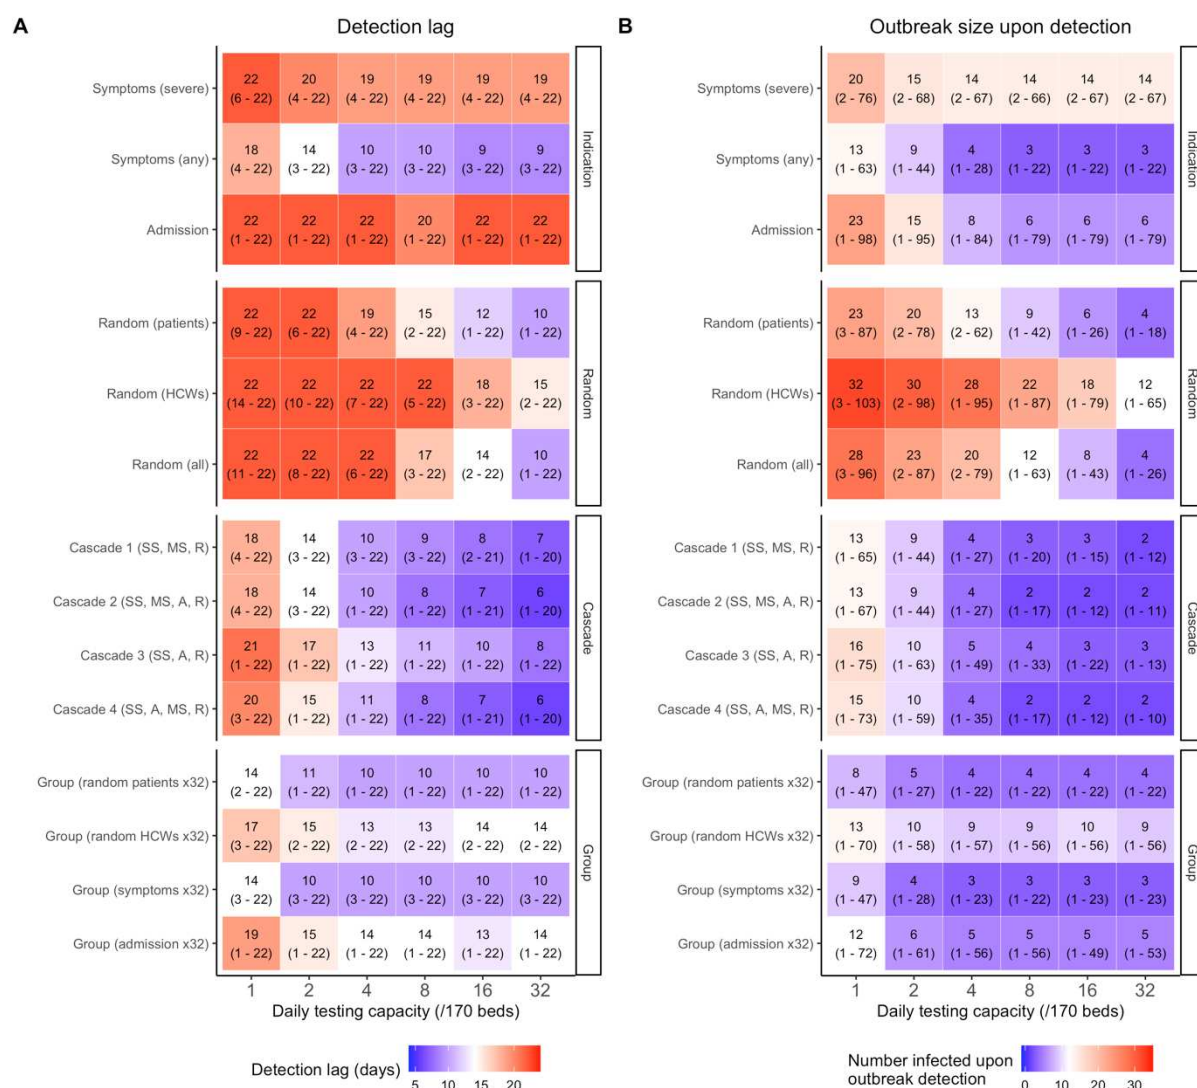 A
Detection lag
Symptoms (severe)
22 20 19 19 19 19
(6 - 22) (4 - 22) (4 - 22) (4 - 22) (4 - 22) (4 - 22)
Symptoms (any)
18 14 10 10 9 9
(4 - 22) (3 - 22) (3 - 22) (3 - 22) (3 - 22) (3 - 22)
Admission
22 22 22 20 22 22
(1 - 22) (1 - 22) (1 - 22) (1 - 22) (1 - 22) (1 - 22)
Indication
Random (patients)
22 22 19 15 12 10
(9 - 22) (6 - 22) (4 - 22) (2 - 22) (1 - 22) (1 - 22)
Random (HCWs)
22 22 22 22 18 15
(14 - 22) (10 - 22) (7 - 22) (5 - 22) (3 - 22) (2 - 22)
Random (all)
22 22 22 17 14 10
(11 - 22) (8 - 22) (6 - 22) (3 - 22) (2 - 22) (1 - 22)
Random
Cascade 1 (SS, MS, R)
18 14 10 9 8 7
(4 - 22) (3 - 22) (3 - 22) (3 - 22) (2 - 21) (1 - 20)
Cascade 2 (SS, MS, A, R)
18 14 10 8 7 6
(4 - 22) (3 - 22) (1 - 22) (1 - 22) (1 - 21) (1 - 20)
Cascade 3 (SS, A, R)
21 17 13 11 10 8
(1 - 22) (1 - 22) (1 - 22) (1 - 22) (1 - 22) (1 - 22)
Cascade 4 (SS, A, MS, R)
20 15 11 8 7 6
(3 - 22) (1 - 22) (1 - 22) (1 - 22) (1 - 21) (1 - 20)
Cascade
Group (random patients x32)
14 11 10 10 10 10
(2 - 22) (1 - 22) (1 - 22) (1 - 22) (1 - 22) (1 - 22)
Group (random HCWs x32)
17 15 13 13 14 14
(3 - 22) (2 - 22) (2 - 22) (2 - 22) (2 - 22) (2 - 22)
Group (symptoms x32)
14 10 10 10 10 10
(3 - 22) (3 - 22) (3 - 22) (3 - 22) (3 - 22) (3 - 22)
Group (admission x32)
19 15 14 14 13 14
(1 - 22) (1 - 22) (1 - 22) (1 - 22) (1 - 22) (1 - 22)
Group
1 2 4 8 16 32
Daily testing capacity (/170 beds)
Detection lag (days)
5 10 15 20
B
Outbreak size upon detection
Symptoms (severe)
20 15 14 14 14 14
(2 - 76) (2 - 68) (2 - 67) (2 - 66) (2 - 67) (2 - 67)
Symptoms (any)
13 9 4 3 3 3
(1 - 63) (1 - 44) (1 - 28) (1 - 22) (1 - 22) (1 - 22)
Admission
23 15 8 6 6 6
(1 - 98) (1 - 95) (1 - 84) (1 - 79) (1 - 79) (1 - 79)
Indication
Random (patients)
23 20 13 9 6 4
(3 - 87) (2 - 78) (2 - 62) (1 - 42) (1 - 26) (1 - 18)
Random (HCWs)
32 30 28 22 18 12
(3 - 103) (2 - 98) (1 - 95) (1 - 87) (1 - 79) (1 - 65)
Random (all)
28 23 20 12 8 4
(3 - 96) (2 - 87) (2 - 79) (1 - 63) (1 - 43) (1 - 26)
Random
Cascade 1 (SS, MS, R)
13 9 4 3 3 2
(1 - 65) (1 - 44) (1 - 27) (1 - 20) (1 - 15) (1 - 12)
Cascade 2 (SS, MS, A, R)
13 9 4 2 2 2
(1 - 67) (1 - 44) (1 - 27) (1 - 17) (1 - 12) (1 - 11)
Cascade 3 (SS, A, R)
16 10 5 4 3 3
(1 - 75) (1 - 63) (1 - 49) (1 - 33) (1 - 22) (1 - 13)
Cascade 4 (SS, A, MS, R)
15 10 4 2 2 2
(1 - 73) (1 - 59) (1 - 35) (1 - 17) (1 - 12) (1 - 10)
Cascade
Group (random patients x32)
8 5 4 4 4 4
(1 - 47) (1 - 27) (1 - 22) (1 - 22) (1 - 22) (1 - 22)
Group (random HCWs x32)
13 10 9 9 10 9
(1 - 70) (1 - 58) (1 - 57) (1 - 56) (1 - 56) (1 - 56)
Group (symptoms x32)
9 4 3 3 3 3
(1 - 47) (1 - 28) (1 - 23) (1 - 22) (1 - 23) (1 - 23)
Group (admission x32)
12 6 5 5 5 5
(1 - 72) (1 - 61) (1 - 56) (1 - 56) (1 - 49) (1 - 53)
Group
1 2 4 8 16 32
Daily testing capacity (/170 beds)
Number infected upon
outbreak detection
0 10 20 30